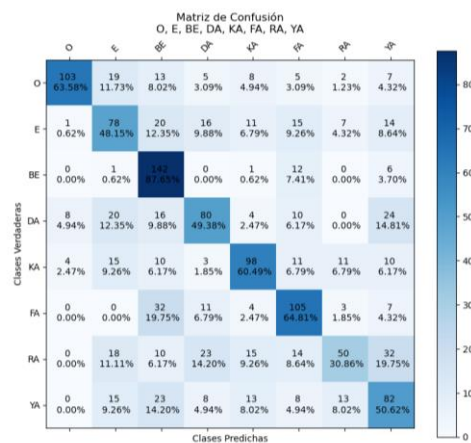 Matriz de Confusión
O, E, BE, DA, KA, FA, RA, YA
O E BE DA KA FA RA YA
O 103 19 13 5 8 5 2 7
63.58% 11.73% 8.02% 3.09% 4.94% 3.09% 1.23% 4.32%
E 1 78 20 16 11 15 7 14
0.62% 48.15% 12.35% 9.88% 6.79% 9.26% 4.32% 8.64%
BE 0 1 142 0 1 12 0 6
0.00% 0.62% 87.65% 0.00% 0.62% 7.41% 0.00% 3.70%
DA 8 20 16 80 4 10 0 24
4.94% 12.35% 9.88% 49.38% 2.47% 6.17% 0.00% 14.81%
KA 4 15 10 3 98 11 11 10
2.47% 9.26% 6.17% 1.85% 60.49% 6.79% 6.79% 6.17%
FA 0 0 32 11 4 105 3 7
0.00% 0.00% 19.75% 6.79% 2.47% 64.81% 1.85% 4.32%
RA 0 18 10 23 15 14 50 32
0.00% 11.11% 6.17% 14.20% 9.26% 8.64% 30.86% 19.75%
YA 0 15 23 8 13 8 13 82
0.00% 9.26% 14.20% 4.94% 8.02% 4.94% 8.02% 50.62%
Clases Verdaderas
Clases Predichas
80
70
60
50
40
30
20
10
0